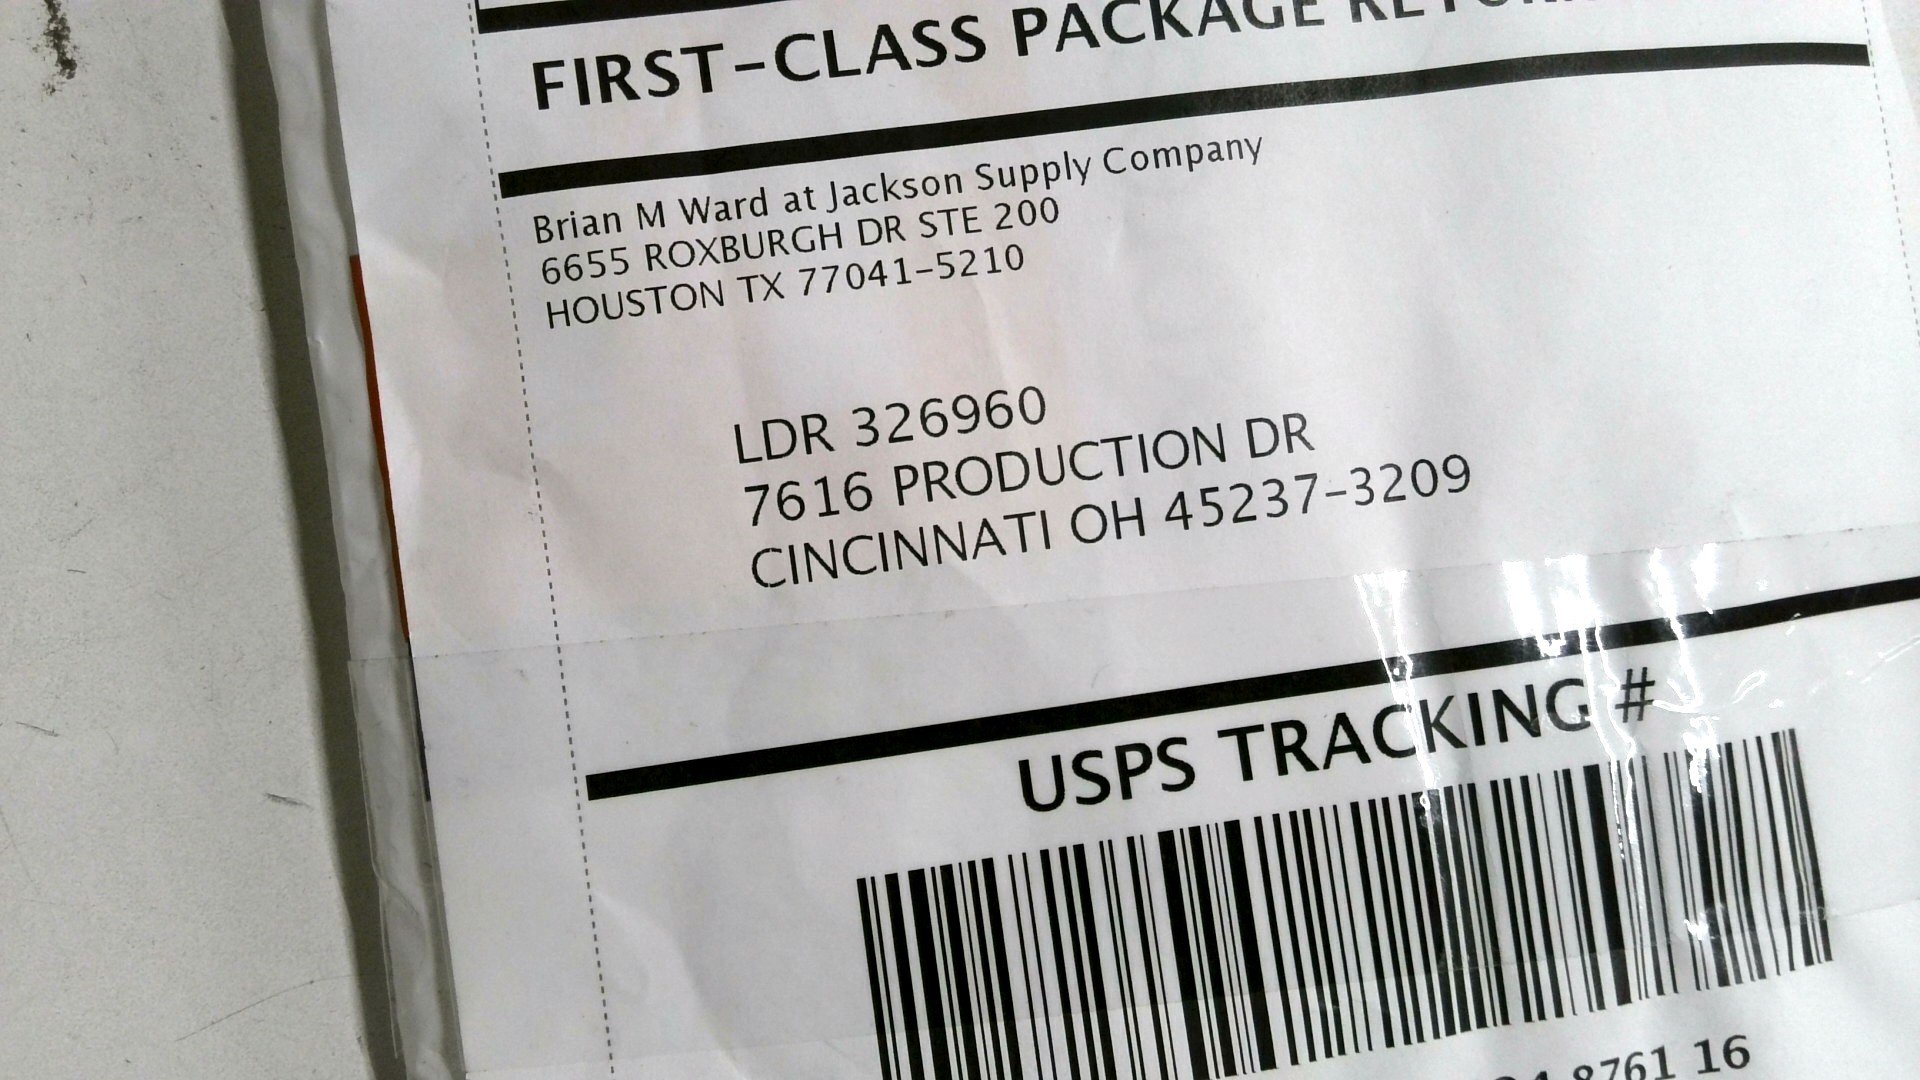 FIRST-CLASS PACKAGE
Brian M Ward at Jackson Supply Company
6655 ROXBURGH DR STE 200
HOUSTON TX 77041-5210
LDR 326960
7616 PRODUCTION DR
CINCINNATI OH 45237-3209
USPS TRACKING #
8761 16